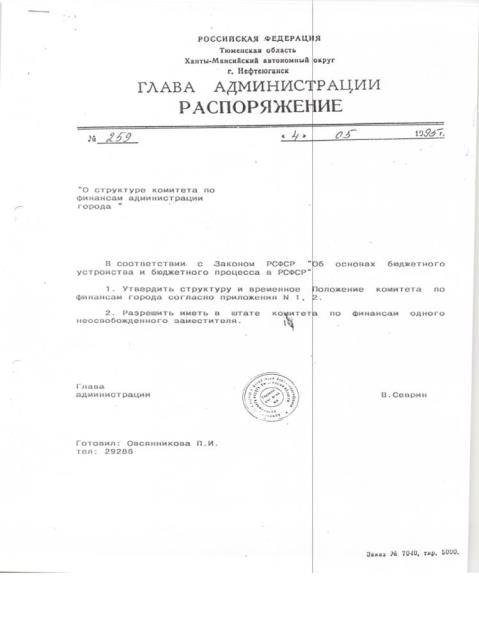 РОССИЙСКАЯ ФЕДЕРАЦИЯ
Тюменская область
Ханты-Мансийский автономный округ
г. Нефтеюганск
ГЛАВА АДМИНИСТРАЦИИ
РАСПОРЯЖЕНИЕ
№ 259 « 4 » 05 199 г.
"О структуре комитета по
финансам администрации
города "
В соответствии с Законом РСФСР "Об основах бюджетного
устройства и бюджетного процесса в РСФСР"
1. Утвердить структуру и временное Положение комитета по
финансам города согласно приложения N 1, 2.
2. Разрешить иметь в штате комитета по финансам одного
неосвобожденного заместителя.
Глава
администрации В.Севрин
Готовил: Овсянникова П.И.
тел: 29286
Заказ № 7040, тир. 5000.